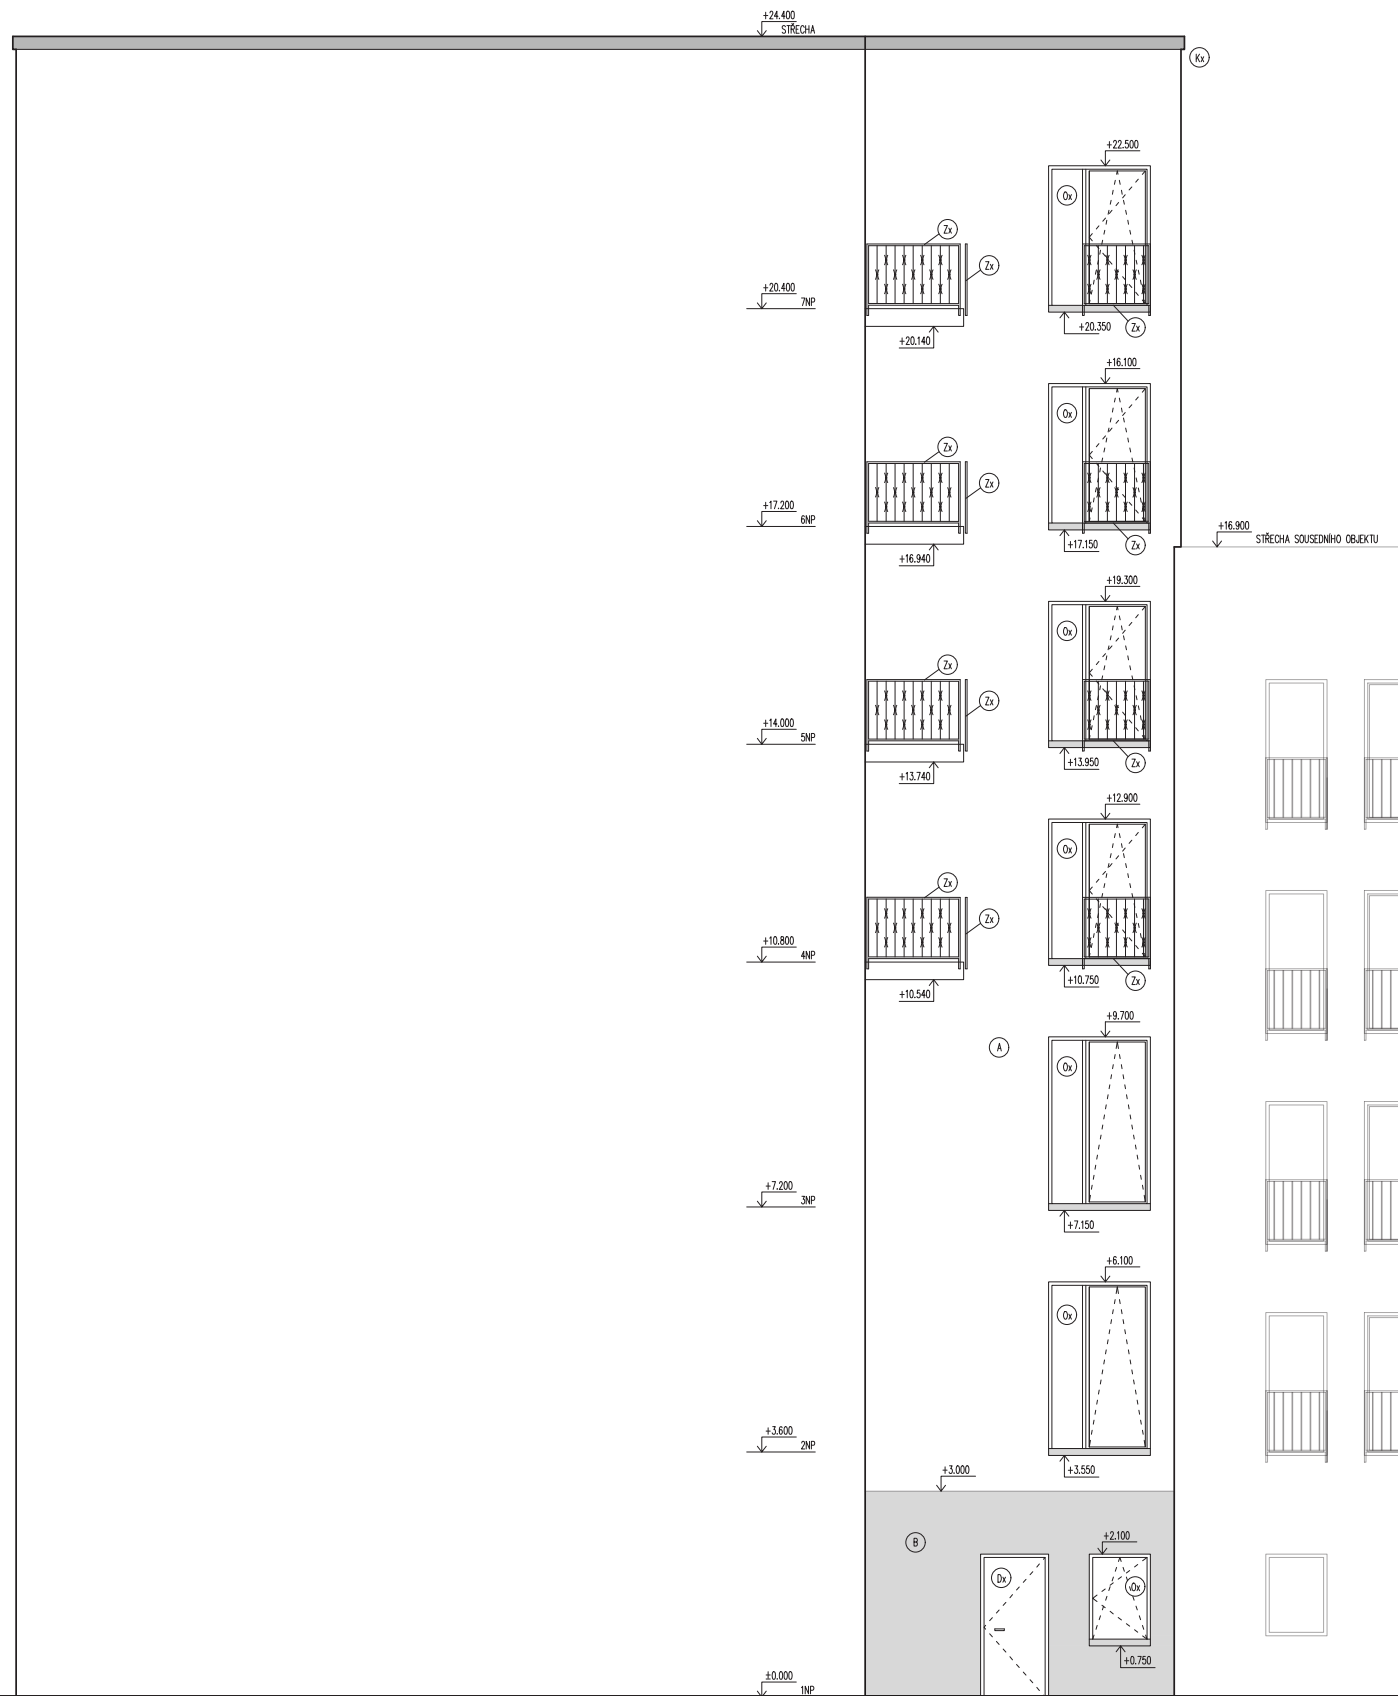 +24.400
STŘECHA
Kx
+22.500
Ox
Zx
Zx
+20.400
7NP
+20.350
Zx
+20.140
+16.100
Ox
Zx
Zx
+17.200
6NP
+16.900
STŘECHA SOUSEDNÍHO OBJEKTU
+17.150
Zx
+16.940
+19.300
Ox
Zx
Zx
+14.000
5NP
+13.950
Zx
+13.740
+12.900
Ox
Zx
Zx
+10.800
4NP
+10.750
Zx
+10.540
+9.700
A
Ox
+7.200
3NP
+7.150
+6.100
Ox
+3.600
2NP
+3.550
+3.000
B
+2.100
Dx
Ox
+0.750
±0.000
1NP